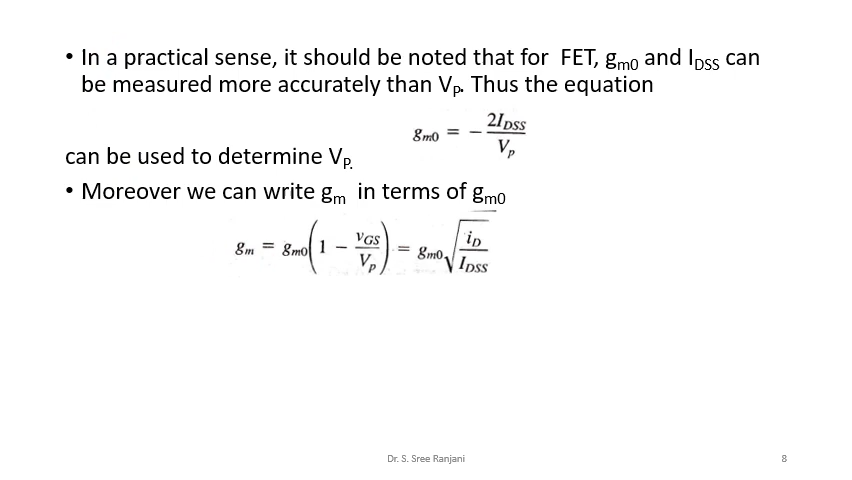 • In a practical sense, it should be noted that for  FET, gm0 and IDSS can
be measured more accurately than VP. Thus the equation
gm0 = − 2IDSS / Vp
can be used to determine VP.
• Moreover we can write gm  in terms of gm0
gm = gm0(1 − vGS / Vp) = gm0√(iD / IDSS)
Dr. S. Sree Ranjani
8